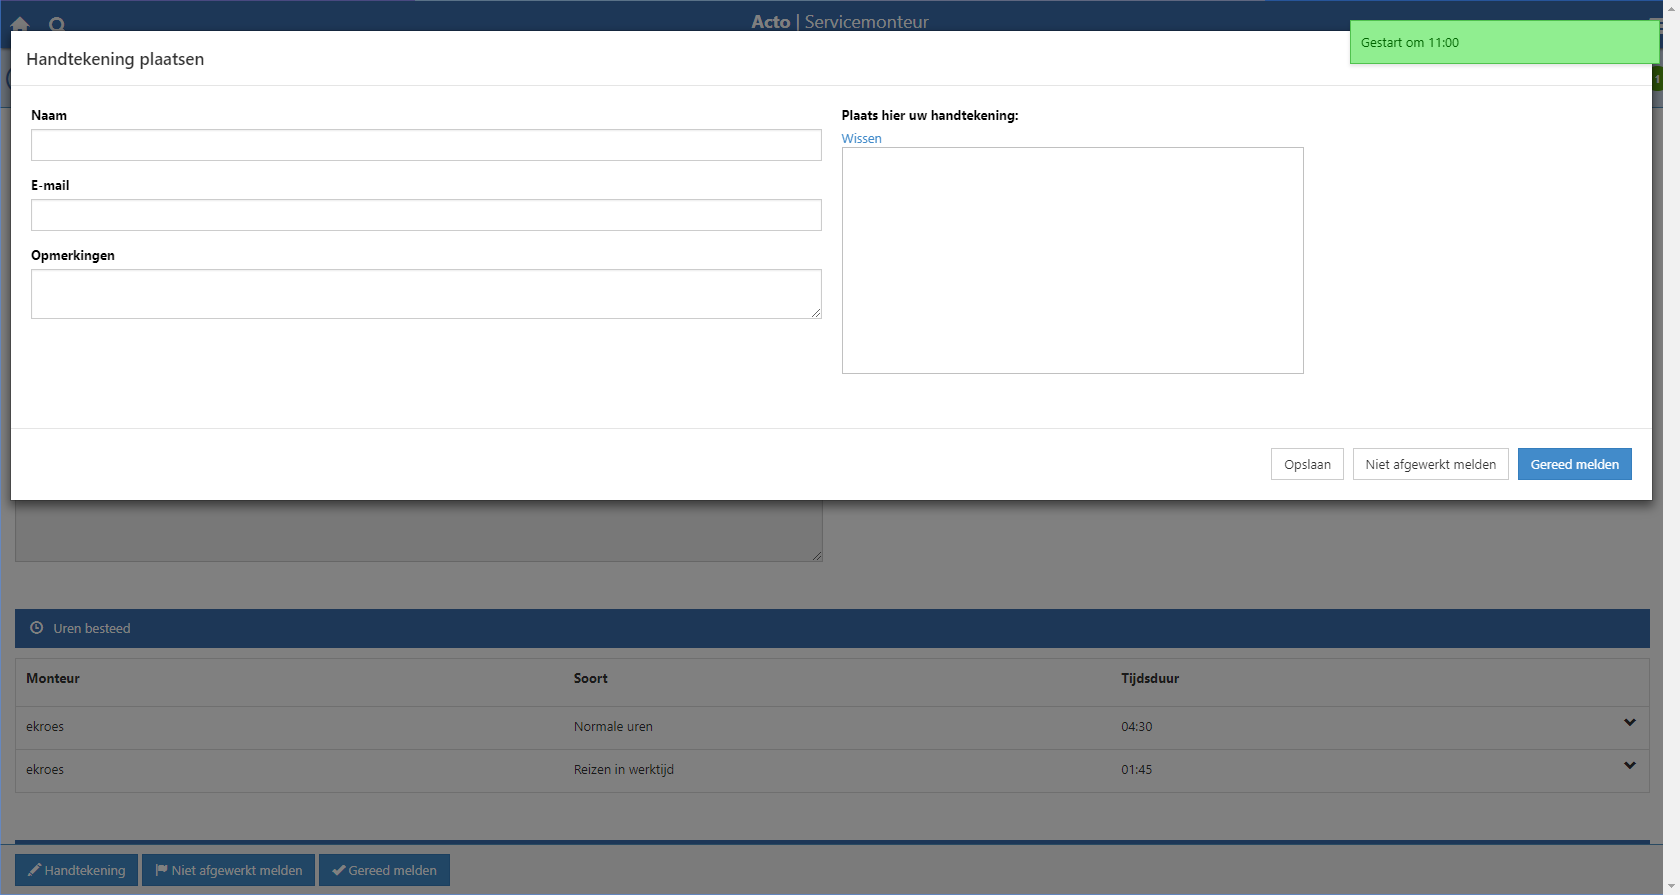 Acto | Servicemonteur
Gestart om 11:00
Handtekening plaatsen
1
Naam
Plaats hier uw handtekening:
Wissen
E-mail
Opmerkingen
Opslaan
Niet afgewerkt melden
Gereed melden
Uren besteed
Monteur Soort Tijdsduur
ekroes Normale uren 04:30
ekroes Reizen in werktijd 01:45
Handtekening Niet afgewerkt melden Gereed melden